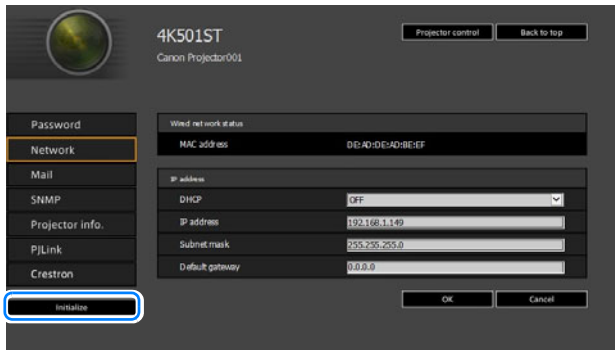 4K501ST
Projector control
Back to top
Canon Projector001
Password
Network
Mail
SNMP
Projector info.
PJLink
Crestron
Initialize
Wired network status
MAC address DE:AD:DE:AD:BE:EF
IP address
DHCP OFF
IP address 192.168.1.149
Subnet mask 255.255.255.0
Default gateway 0.0.0.0
OK
Cancel